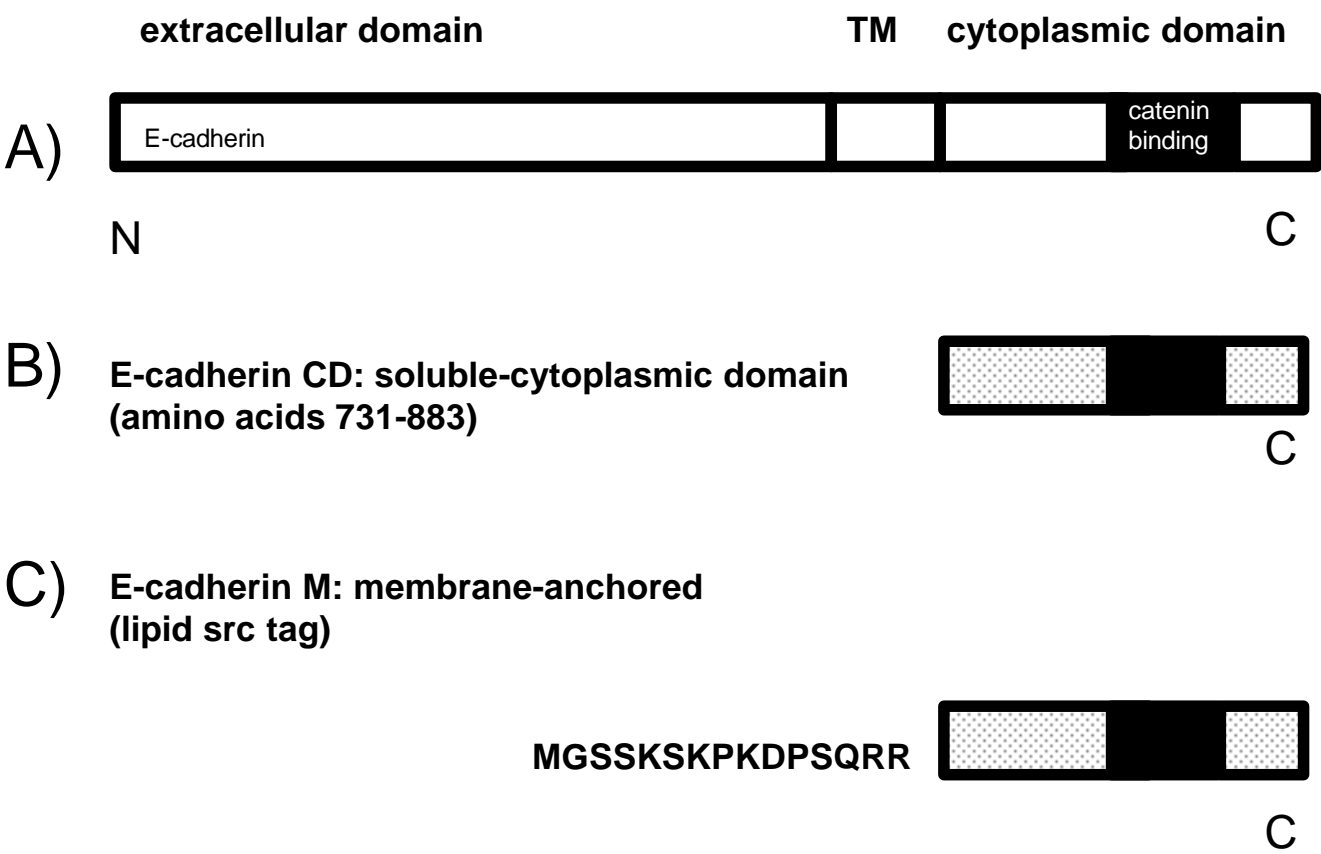 extracellular domain TM cytoplasmic domain
A) E-cadherin catenin
binding
N C
B) E-cadherin CD: soluble-cytoplasmic domain
(amino acids 731-883)
C
C) E-cadherin M: membrane-anchored
(lipid src tag)
MGSSKSKPKDPSQRR
C